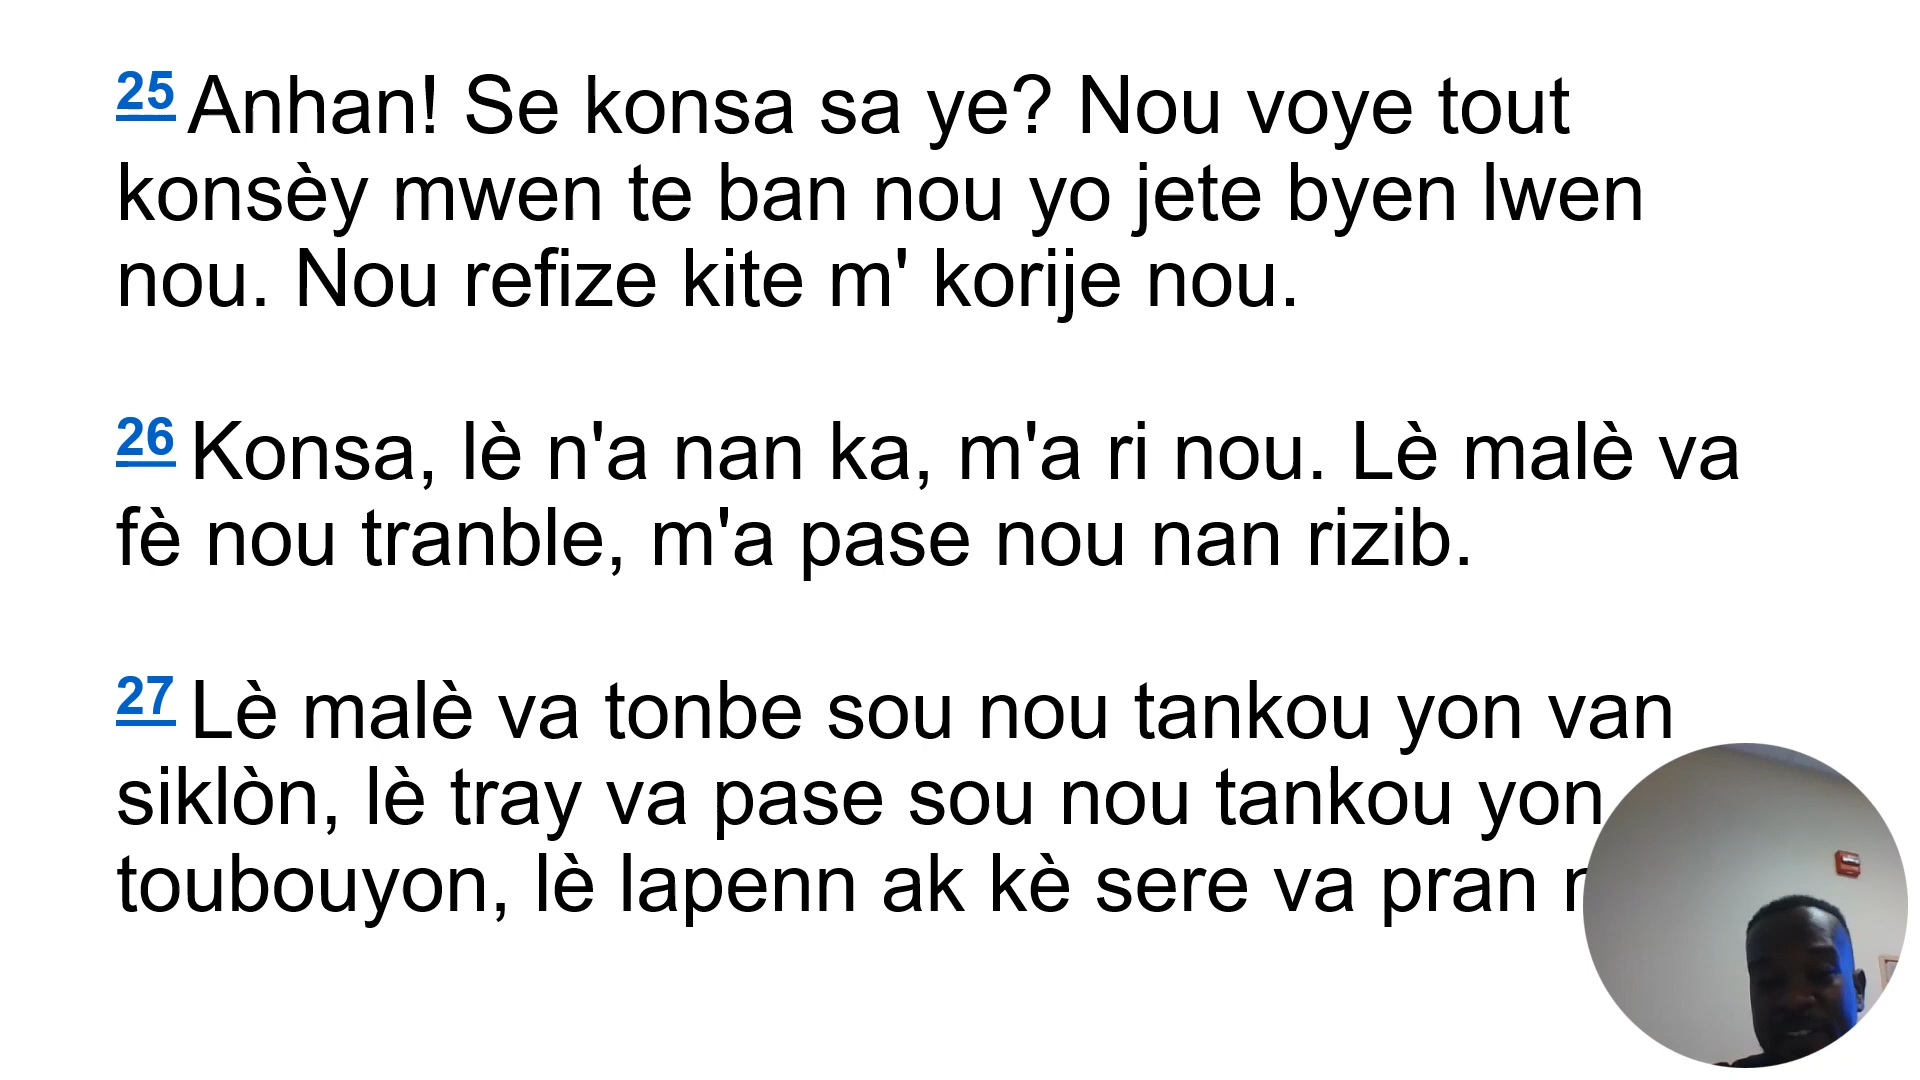 25 Anhan! Se konsa sa ye? Nou voye tout
konsèy mwen te ban nou yo jete byen lwen
nou. Nou refize kite m' korije nou.
26 Konsa, lè n'a nan ka, m'a ri nou. Lè malè va
fè nou tranble, m'a pase nou nan rizib.
27 Lè malè va tonbe sou nou tankou yon van
siklòn, lè tray va pase sou nou tankou yon
toubouyon, lè lapenn ak kè sere va pran